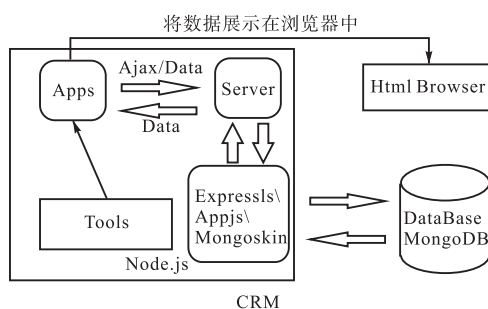 将数据展示在浏览器中
Ajax/Data
Apps
Server
Html Browser
Data
Expressls\
Appjs\
Mongoskin
Tools
DataBase
MongoDB
Node.js
CRM